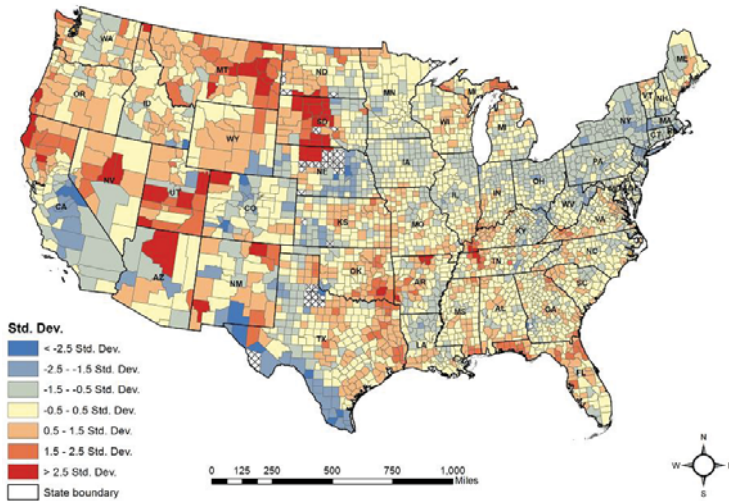 WA
MT
ND
MN
ME
OR
ID
SD
WI
MI
VT
NH
NY
MA
CT
WY
MI
NE
IA
PA
NV
UT
IL
IN
OH
CA
CO
WV
KS
MO
KY
VA
AZ
NM
OK
AR
TN
NC
SC
MS
AL
GA
TX
LA
FL
Std. Dev.
< -2.5 Std. Dev.
-2.5 - -1.5 Std. Dev.
-1.5 - -0.5 Std. Dev.
-0.5 - 0.5 Std. Dev.
0.5 - 1.5 Std. Dev.
1.5 - 2.5 Std. Dev.
> 2.5 Std. Dev.
State boundary
0 125 250 500 750 1,000
Miles
N
W
S